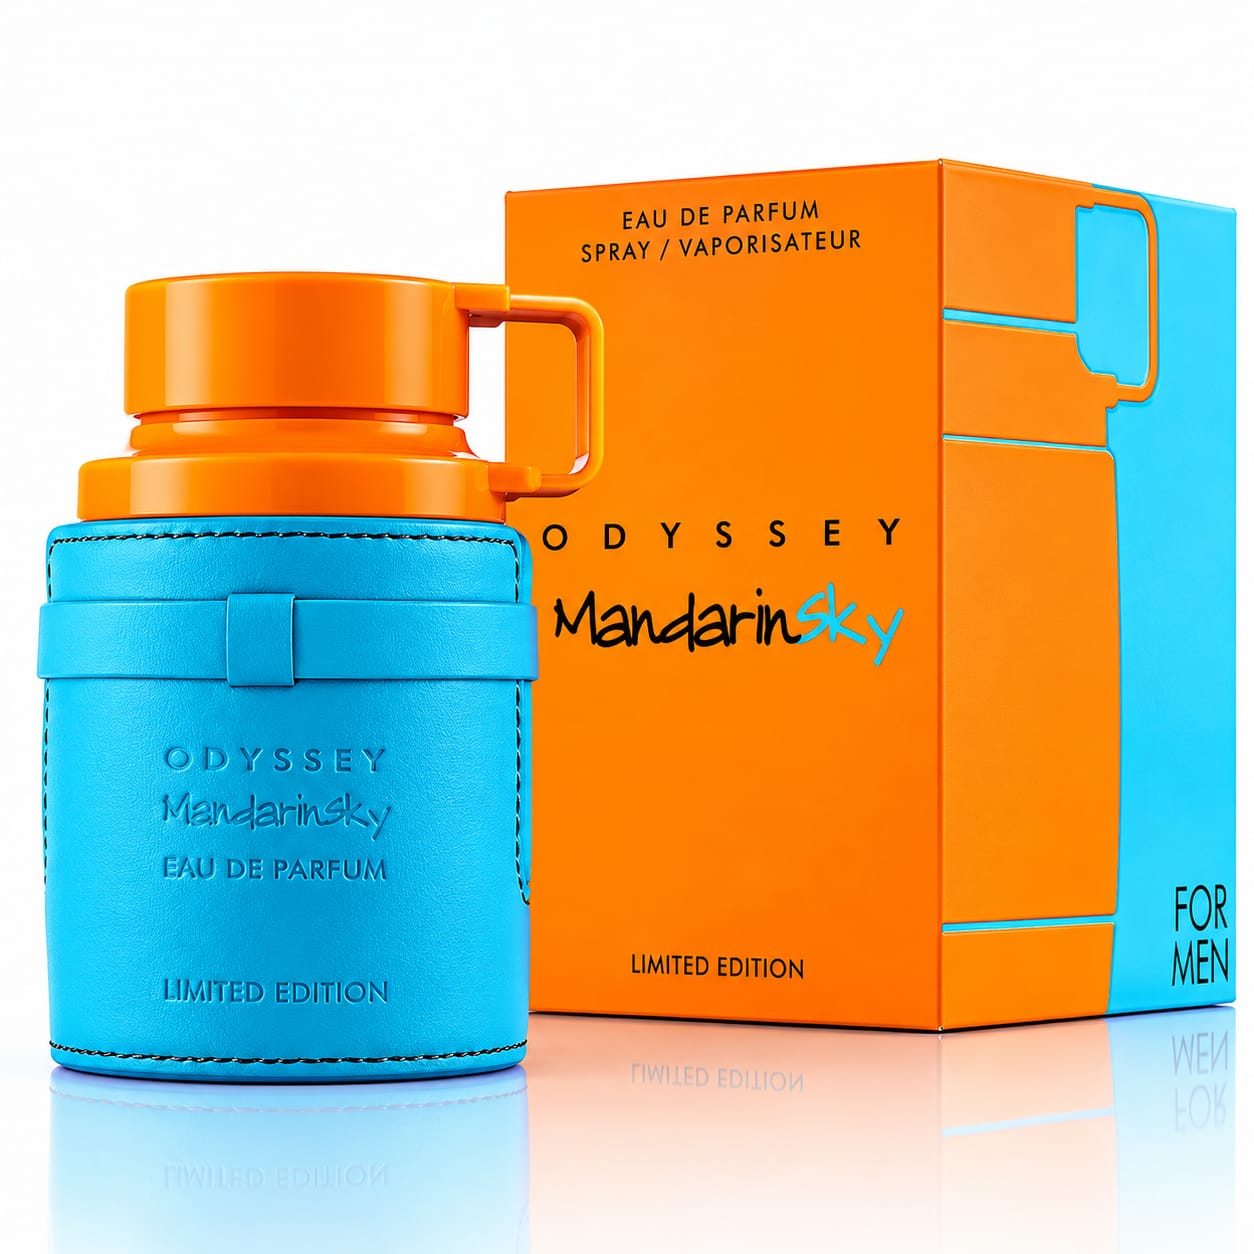 EAU DE PARFUM
SPRAY / VAPORISATEUR
ODYSSEY
MandarinSky
LIMITED EDITION
FOR
MEN
ODYSSEY
MandarinSky
EAU DE PARFUM
LIMITED EDITION